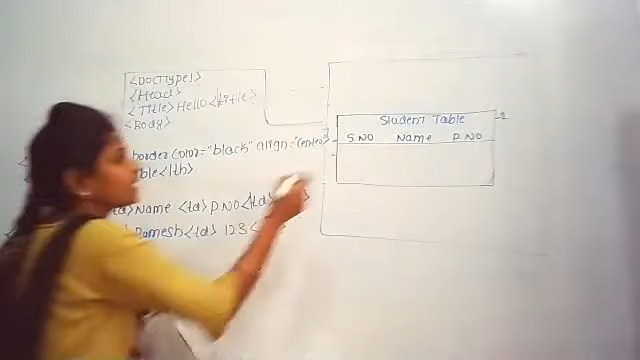 <DOCTYPE>
<Head>
<Title>Hello</title>
<Body>
border color="black" align="center">
ble</th>
Name <td> P.NO</td>
Ramesh <td> 123<
Student Table
S.NO Name P.NO